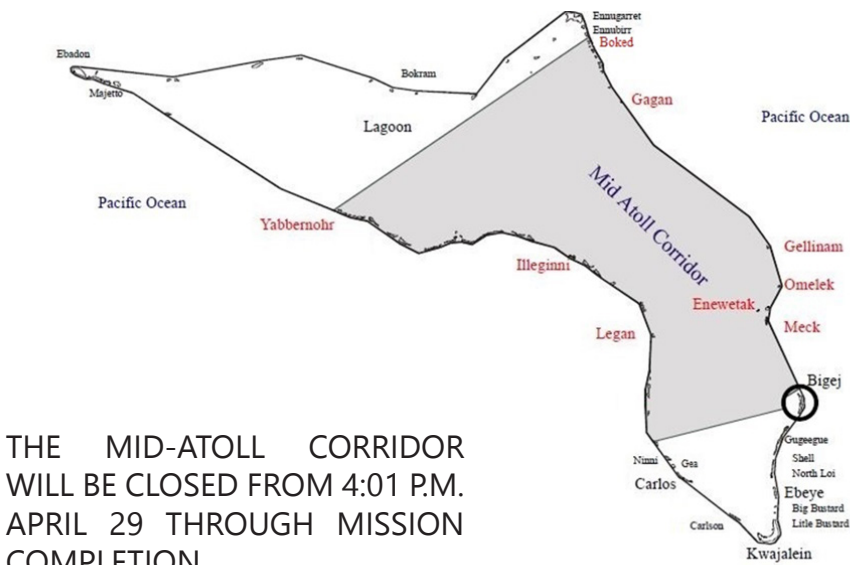 Ennugarret
Ennubirr
Boked
Ebadon
Majetto
Bokram
Gagan
Lagoon
Pacific Ocean
Mid Atoll Corridor
Pacific Ocean
Yabbernohr
Gellinam
Illeginni
Omelek
Enewetak
Meck
Legan
Bigej
Gugeegue
Ninni
Gea
Shell
North Loi
Carlos
Ebeye
Big Bustard
Litle Bustard
Carlson
Kwajalein
THE MID-ATOLL CORRIDOR
WILL BE CLOSED FROM 4:01 P.M.
APRIL 29 THROUGH MISSION
COMPLETION